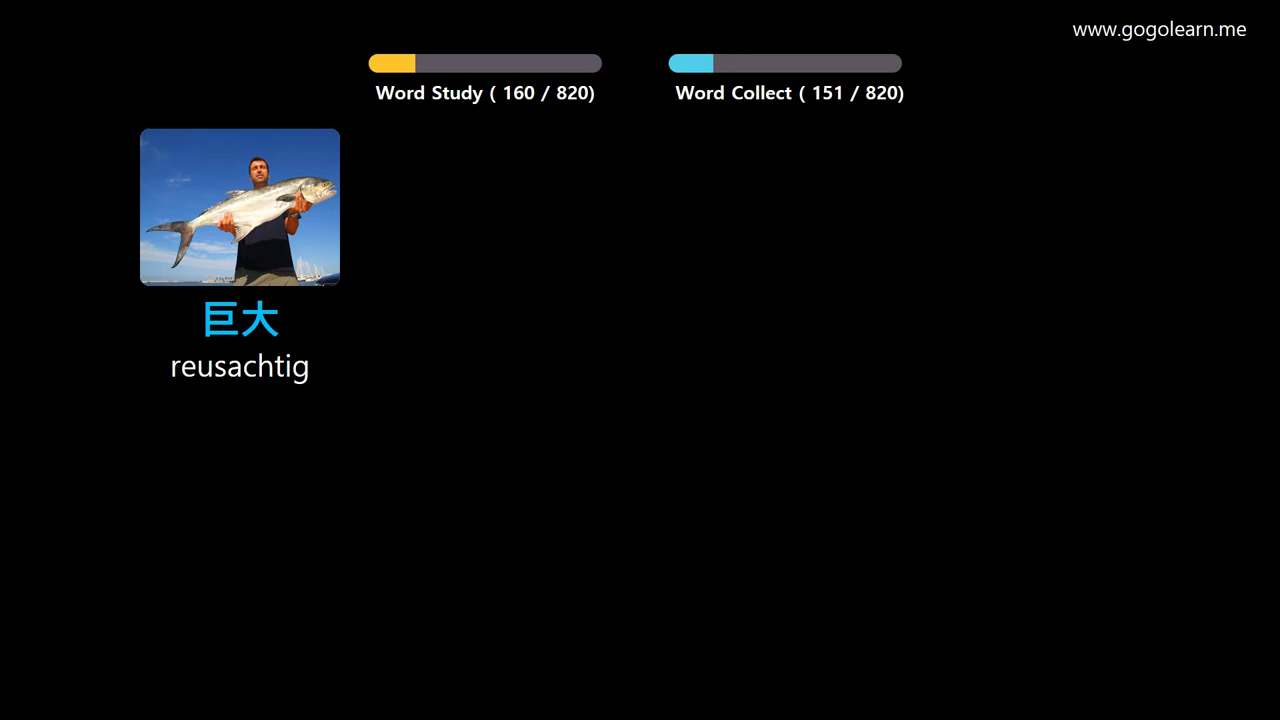 www.gogolearn.me
Word Study ( 160 / 820)
Word Collect ( 151 / 820)
巨大
reusachtig